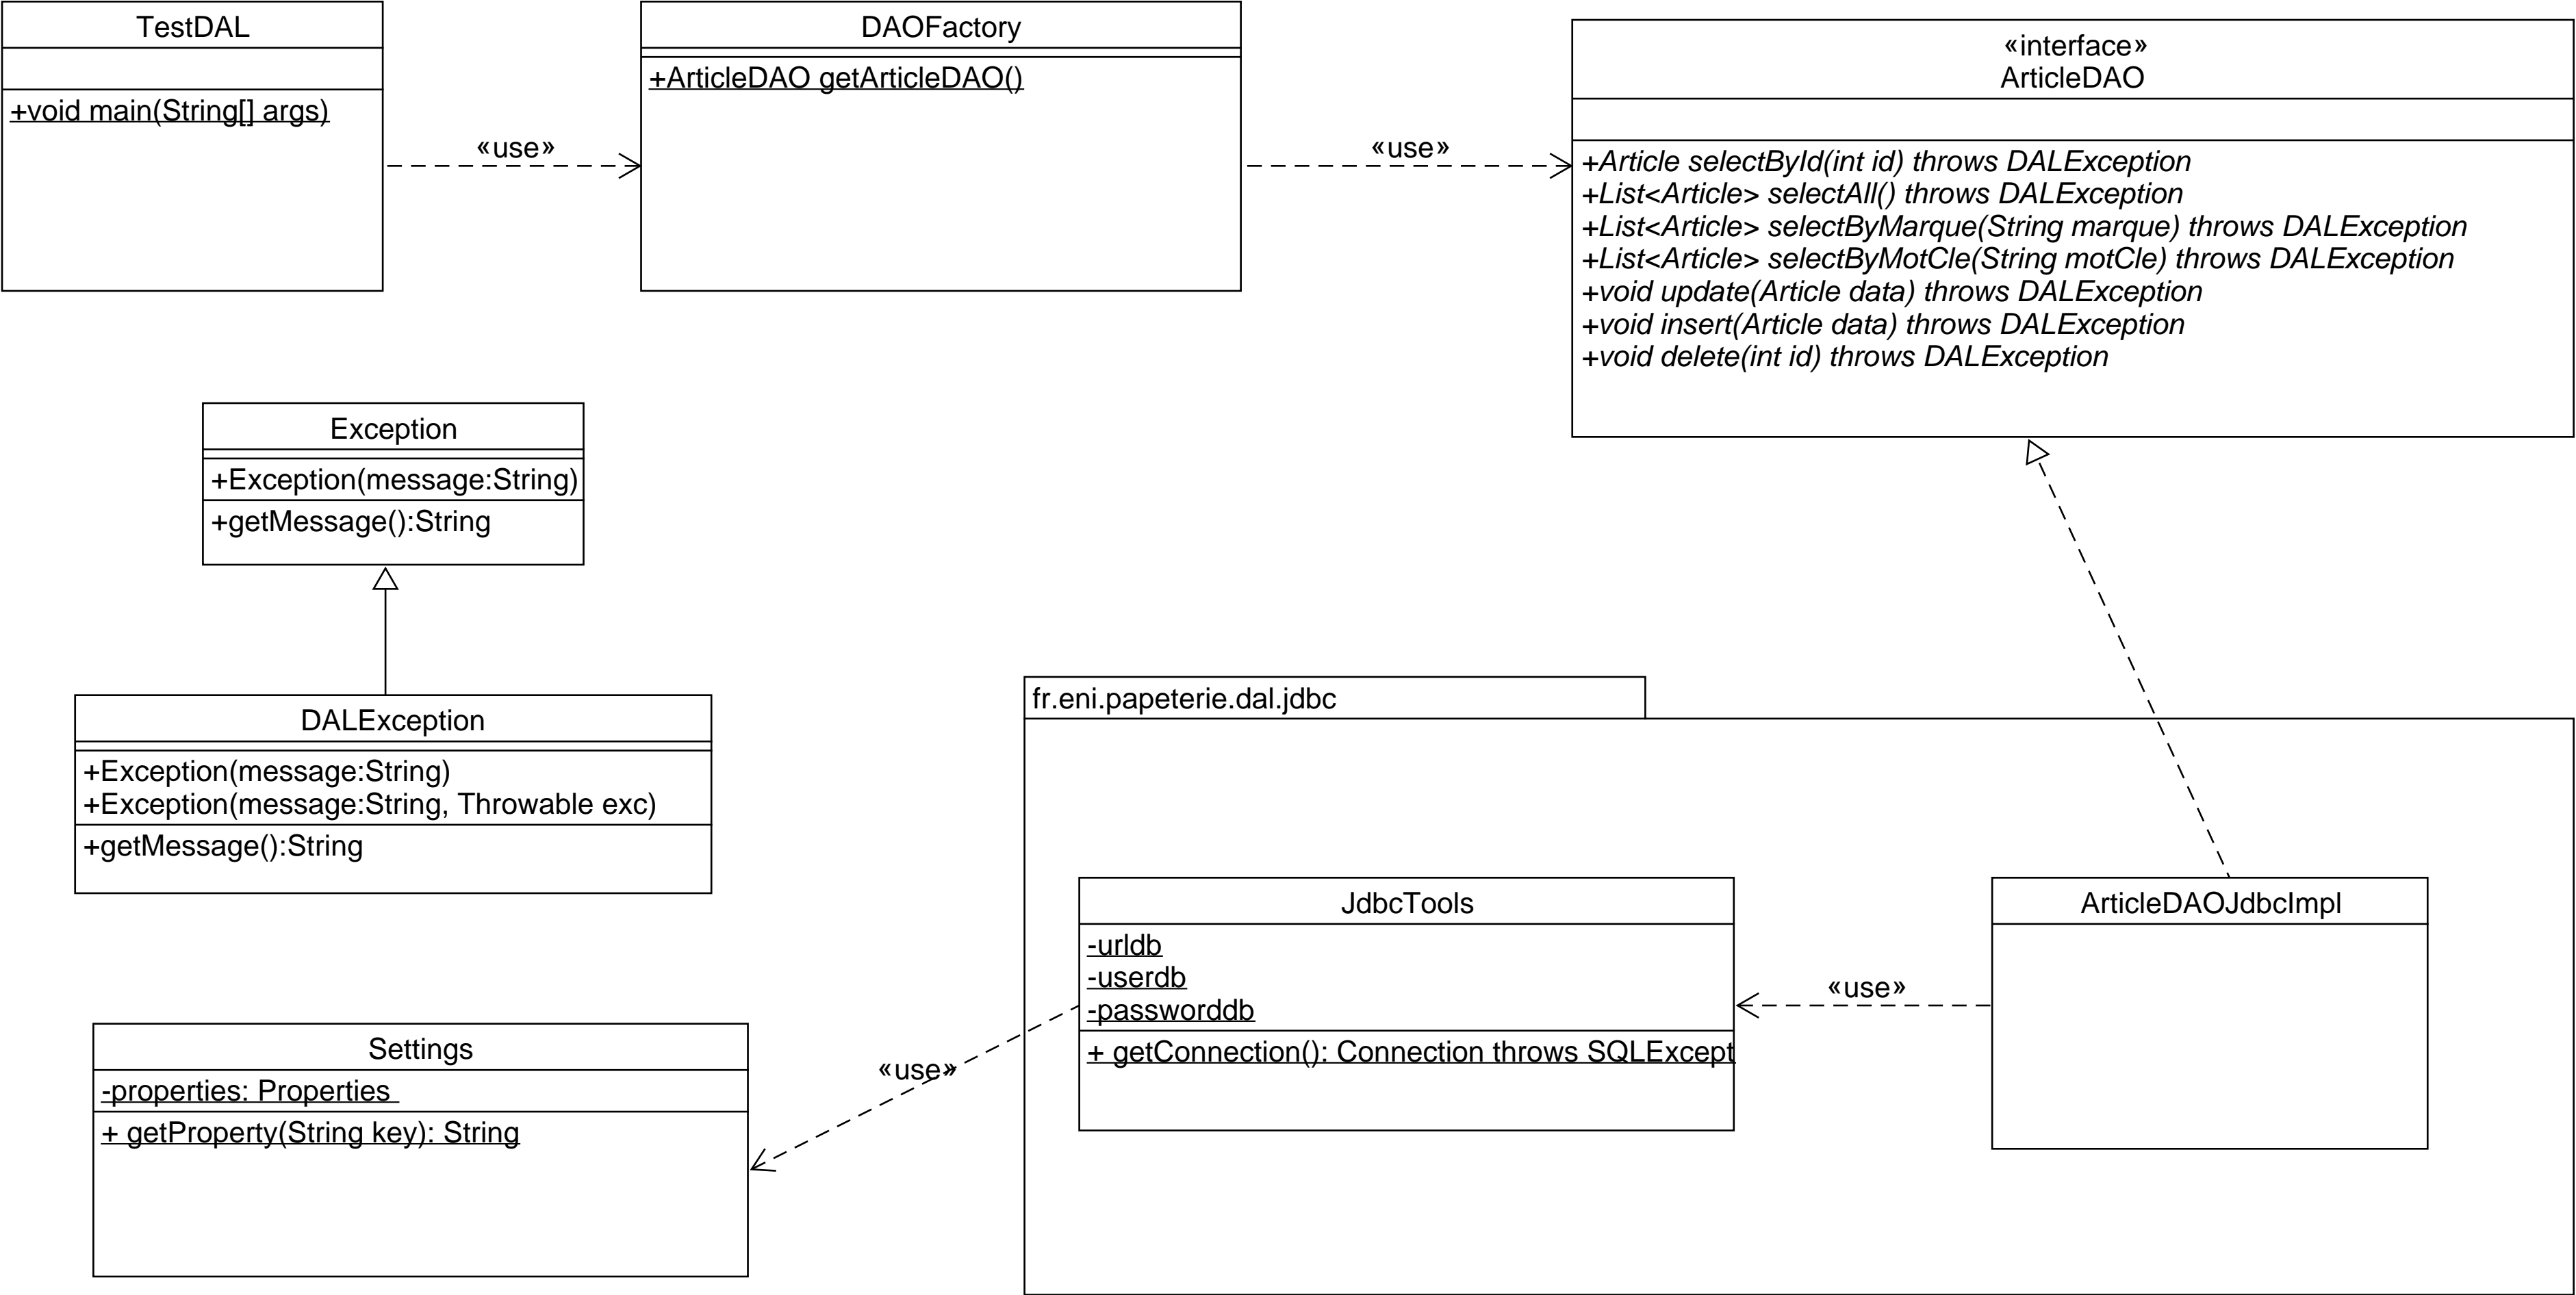 TestDAL
+void main(String[] args)
«use»
DAOFactory
+ArticleDAO getArticleDAO()
«use»
«interface»
ArticleDAO
+Article selectById(int id) throws DALException
+List<Article> selectAll() throws DALException
+List<Article> selectByMarque(String marque) throws DALException
+List<Article> selectByMotCle(String motCle) throws DALException
+void update(Article data) throws DALException
+void insert(Article data) throws DALException
+void delete(int id) throws DALException
Exception
+Exception(message:String)
+getMessage():String
DALException
+Exception(message:String)
+Exception(message:String, Throwable exc)
+getMessage():String
fr.eni.papeterie.dal.jdbc
JdbcTools
-urldb
-userdb
-passworddb
+ getConnection(): Connection throws SQLExcept
«use»
ArticleDAOJdbcImpl
«use»
Settings
-properties: Properties
+ getProperty(String key): String